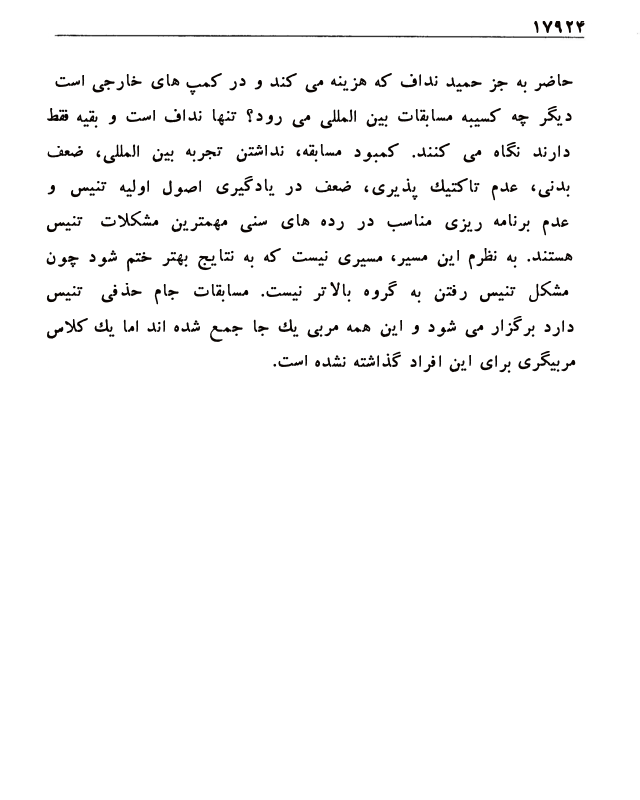 ۱۷۹۲۴
حاضر به جز حمید نداف که هزینه می کند و در کمپ های خارجی است
دیگر چه کسیبه مسابقات بین المللی می رود؟ تنها نداف است و بقیه فقط
دارند نگاه می کنند. کمبود مسابقه، نداشتن تجربه بین المللی، ضعف
بدنی، عدم تاکتیك پذیری، ضعف در یادگیری اصول اولیه تنیس و
عدم برنامه ریزی مناسب در رده های سنی مهمترین مشکلات تنیس
هستند. به نظرم این مسیر، مسیری نیست که به نتایج بهتر ختم شود چون
مشکل تنیس رفتن به گروه بالاتر نیست. مسابقات جام حذفی تنیس
دارد برگزار می شود و این همه مربی یك جا جمع شده اند اما یك کلاس
مربیگری برای این افراد گذاشته نشده است.